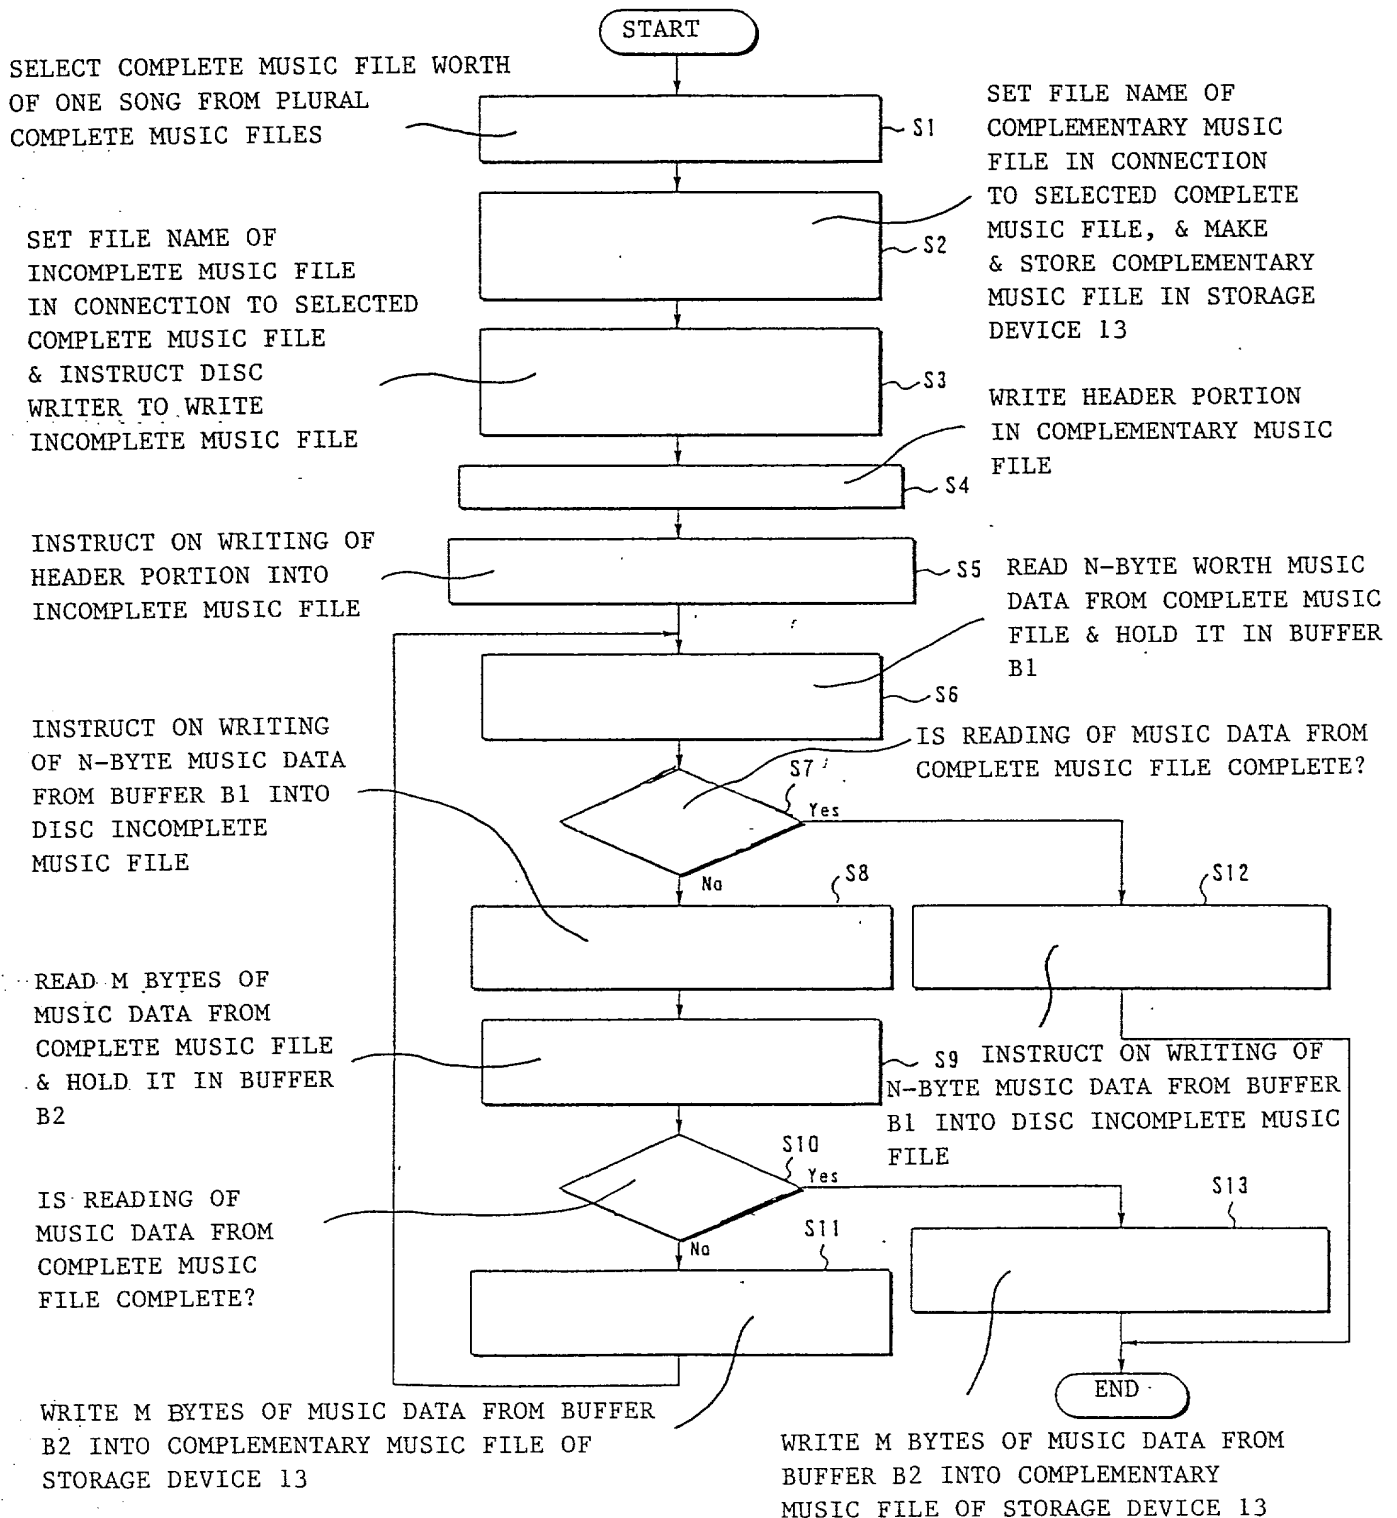 START
SELECT COMPLETE MUSIC FILE WORTH
OF ONE SONG FROM PLURAL
COMPLETE MUSIC FILES
S1
SET FILE NAME OF
COMPLEMENTARY MUSIC
FILE IN CONNECTION
TO SELECTED COMPLETE
MUSIC FILE, & MAKE
& STORE COMPLEMENTARY
MUSIC FILE IN STORAGE
DEVICE 13
S2
SET FILE NAME OF
INCOMPLETE MUSIC FILE
IN CONNECTION TO SELECTED
COMPLETE MUSIC FILE
& INSTRUCT DISC
WRITER TO WRITE
INCOMPLETE MUSIC FILE
S3
WRITE HEADER PORTION
IN COMPLEMENTARY MUSIC
FILE
S4
INSTRUCT ON WRITING OF
HEADER PORTION INTO
INCOMPLETE MUSIC FILE
S5
READ N-BYTE WORTH MUSIC
DATA FROM COMPLETE MUSIC
FILE & HOLD IT IN BUFFER
B1
S6
IS READING OF MUSIC DATA FROM
COMPLETE MUSIC FILE COMPLETE?
S7
Yes
No
INSTRUCT ON WRITING
OF N-BYTE MUSIC DATA
FROM BUFFER B1 INTO
DISC INCOMPLETE
MUSIC FILE
S8
S12
READ M BYTES OF
MUSIC DATA FROM
COMPLETE MUSIC FILE
& HOLD IT IN BUFFER
B2
S9
INSTRUCT ON WRITING OF
N-BYTE MUSIC DATA FROM BUFFER
B1 INTO DISC INCOMPLETE MUSIC
FILE
IS READING OF
MUSIC DATA FROM
COMPLETE MUSIC
FILE COMPLETE?
S10
Yes
No
S11
S13
WRITE M BYTES OF MUSIC DATA FROM BUFFER
B2 INTO COMPLEMENTARY MUSIC FILE OF
STORAGE DEVICE 13
END
WRITE M BYTES OF MUSIC DATA FROM
BUFFER B2 INTO COMPLEMENTARY
MUSIC FILE OF STORAGE DEVICE 13